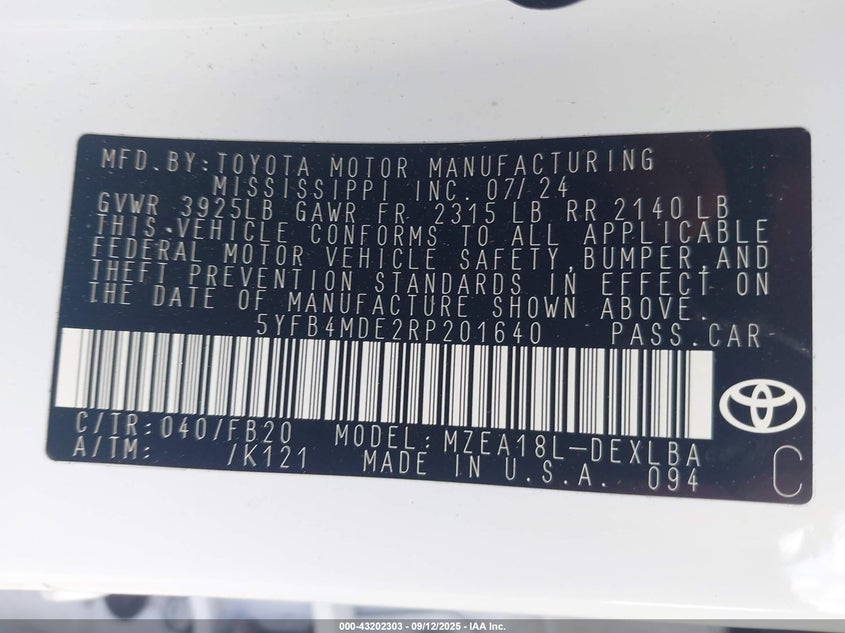 MFD.BY:TOYOTA MOTOR MANUFACTURING
MISSISSIPPI INC. 07/24
GVWR 3925LB GAWR FR 2315LB RR 2140LB
THIS VEHICLE CONFORMS TO ALL APPLICABLE
FEDERAL MOTOR VEHICLE SAFETY,BUMPER,AND
THEFT PREVENTION STANDARDS IN EFFECT ON
THE DATE OF MANUFACTURE SHOWN ABOVE.
5YFB4MDE2RP201640 PASS.CAR
C/TR:040/FB20 MODEL:MZEA18L-DEXLBA
A/TM: /K121 MADE IN U.S.A. 094
C
000-43202303 - 09/12/2025 - IAA Inc.